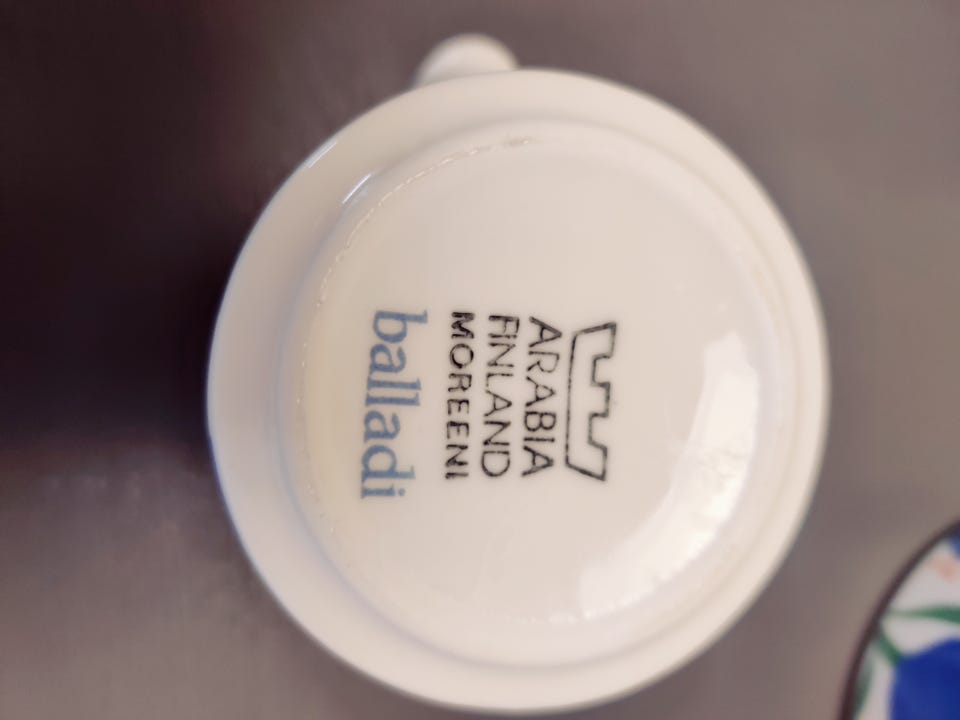 ARABIA
FINLAND
MOREENI
balladi